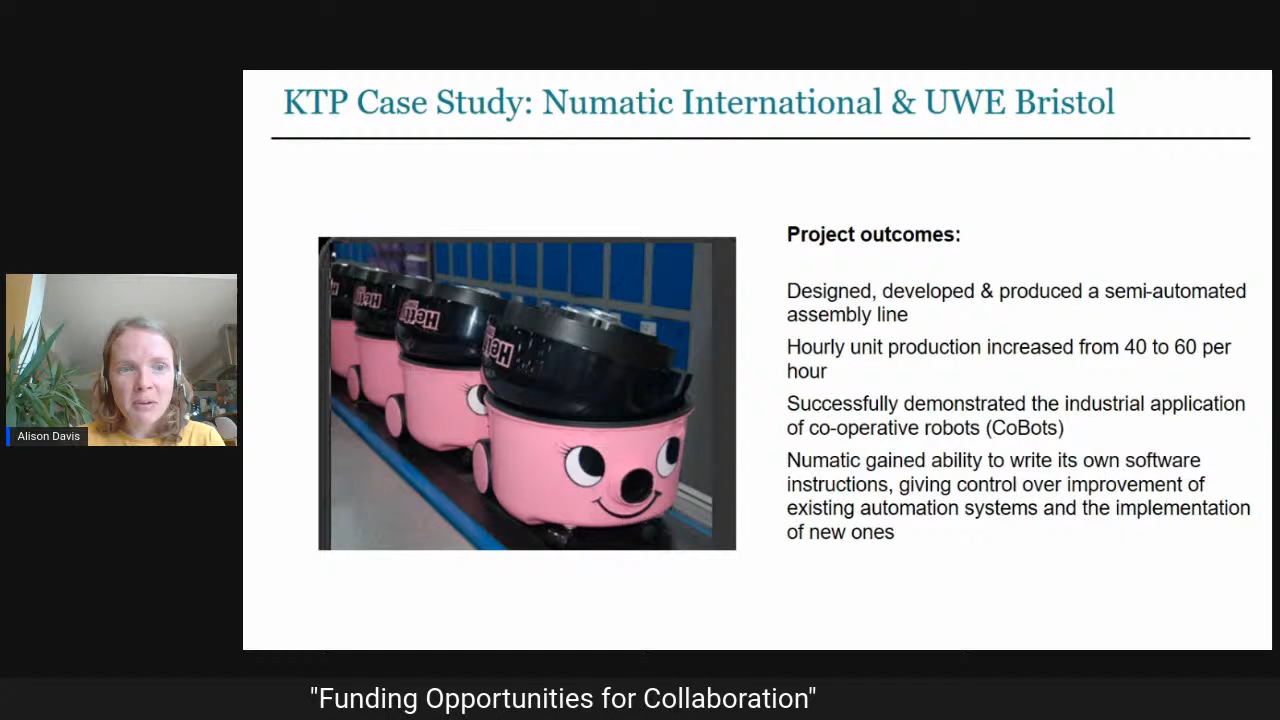 KTP Case Study: Numatic International & UWE Bristol
Project outcomes:
Designed, developed & produced a semi-automated
assembly line
Hourly unit production increased from 40 to 60 per
hour
Successfully demonstrated the industrial application
of co-operative robots (CoBots)
Numatic gained ability to write its own software
instructions, giving control over improvement of
existing automation systems and the implementation
of new ones
Hetty
Alison Davis
"Funding Opportunities for Collaboration"